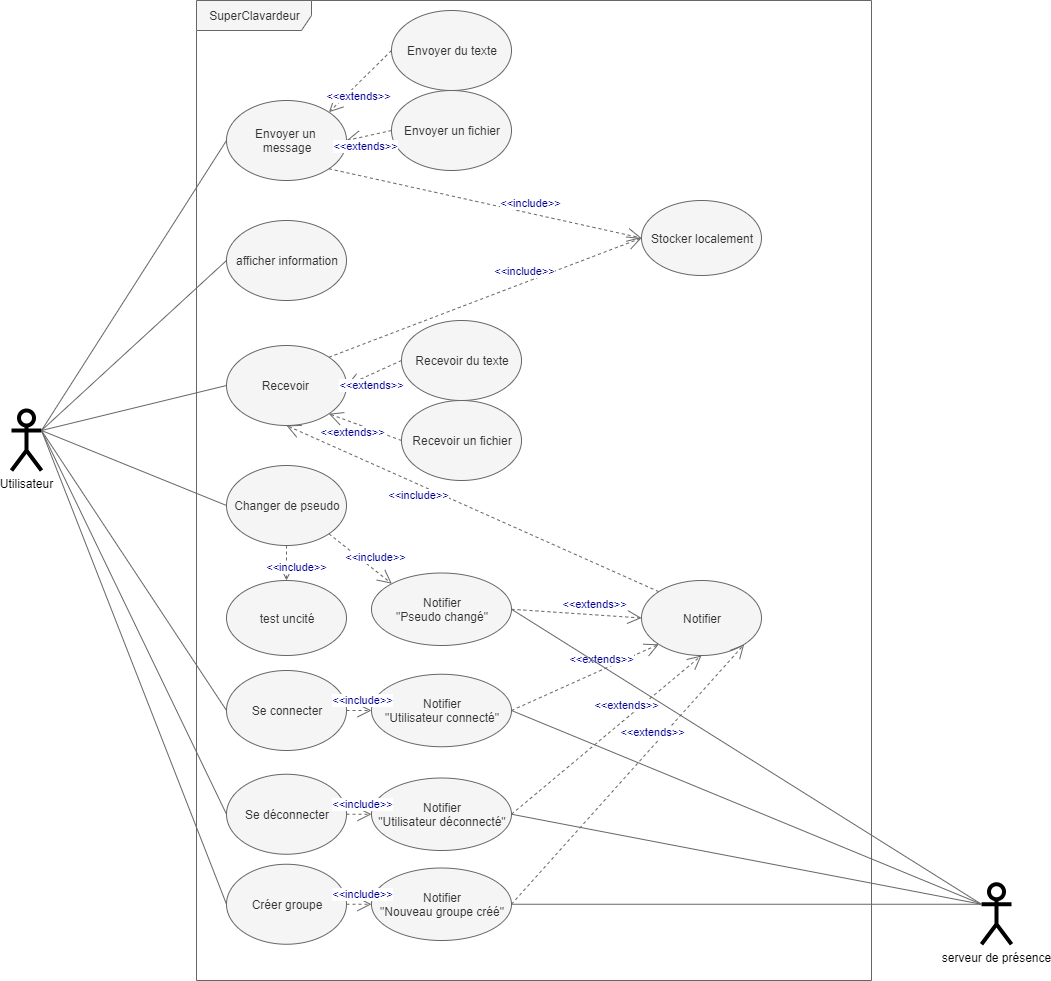 SuperClavardeur
Envoyer du texte
<<extends>>
Envoyer un fichier
Envoyer un
message
<<extends>>
<<include>>
Stocker localement
afficher information
<<include>>
Recevoir du texte
Recevoir
<<extends>>
<<extends>>
Recevoir un fichier
Utilisateur
<<include>>
Changer de pseudo
<<include>>
<<include>>
Notifier
"Pseudo changé"
<<extends>>
test uncité
Notifier
<<extends>>
Se connecter
<<include>>
Notifier
"Utilisateur connecté"
<<extends>>
<<extends>>
Se déconnecter
<<include>>
Notifier
"Utilisateur déconnecté"
Créer groupe
<<include>>
Notifier
"Nouveau groupe créé"
serveur de présence